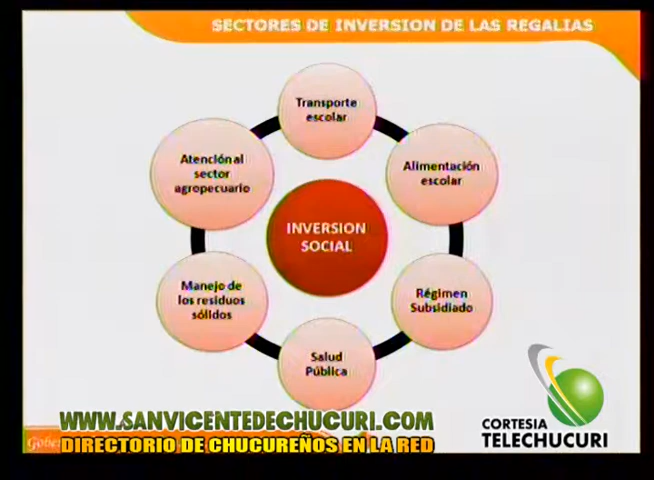 SECTORES DE INVERSION DE LAS REGALIAS
Transporte
escolar
Alimentación
escolar
Régimen
Subsidiado
Salud
Pública
Manejo de
los residuos
sólidos
Atención al
sector
agropecuario
INVERSION
SOCIAL
WWW.SANVICENTEDECHUCURI.COM
DIRECTORIO DE CHUCUREÑOS EN LA RED
CORTESIA
TELECHUCURI